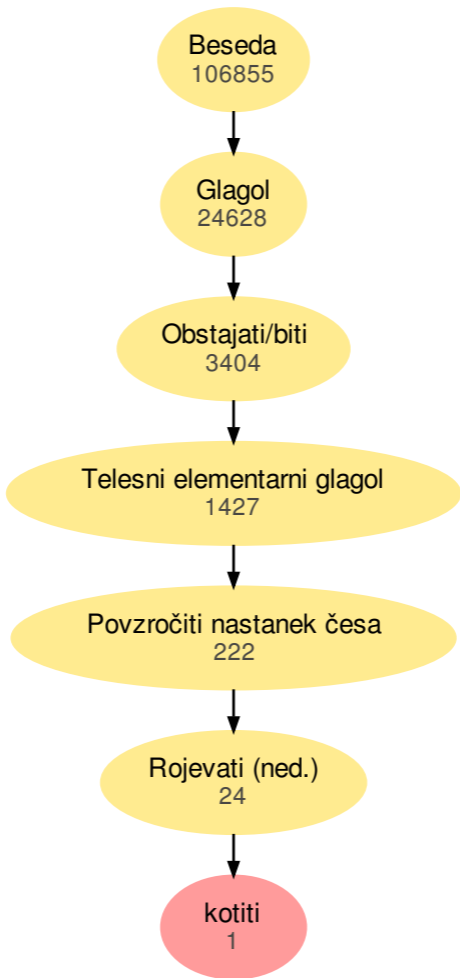 Beseda
106855
Glagol
24628
Obstajati/biti
3404
Telesni elementarni glagol
1427
Povzročiti nastanek česa
222
Rojevati (ned.)
24
kotiti
1